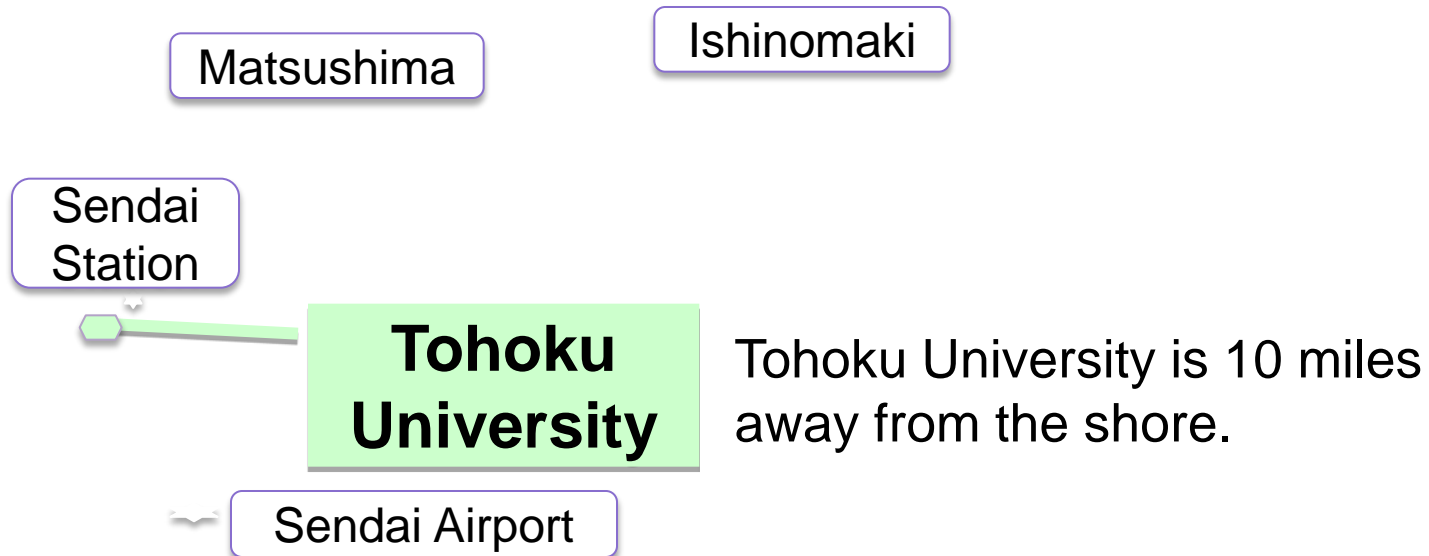 Ishinomaki
Matsushima
Sendai
Station
Tohoku
University
Tohoku University is 10 miles
away from the shore.
Sendai Airport